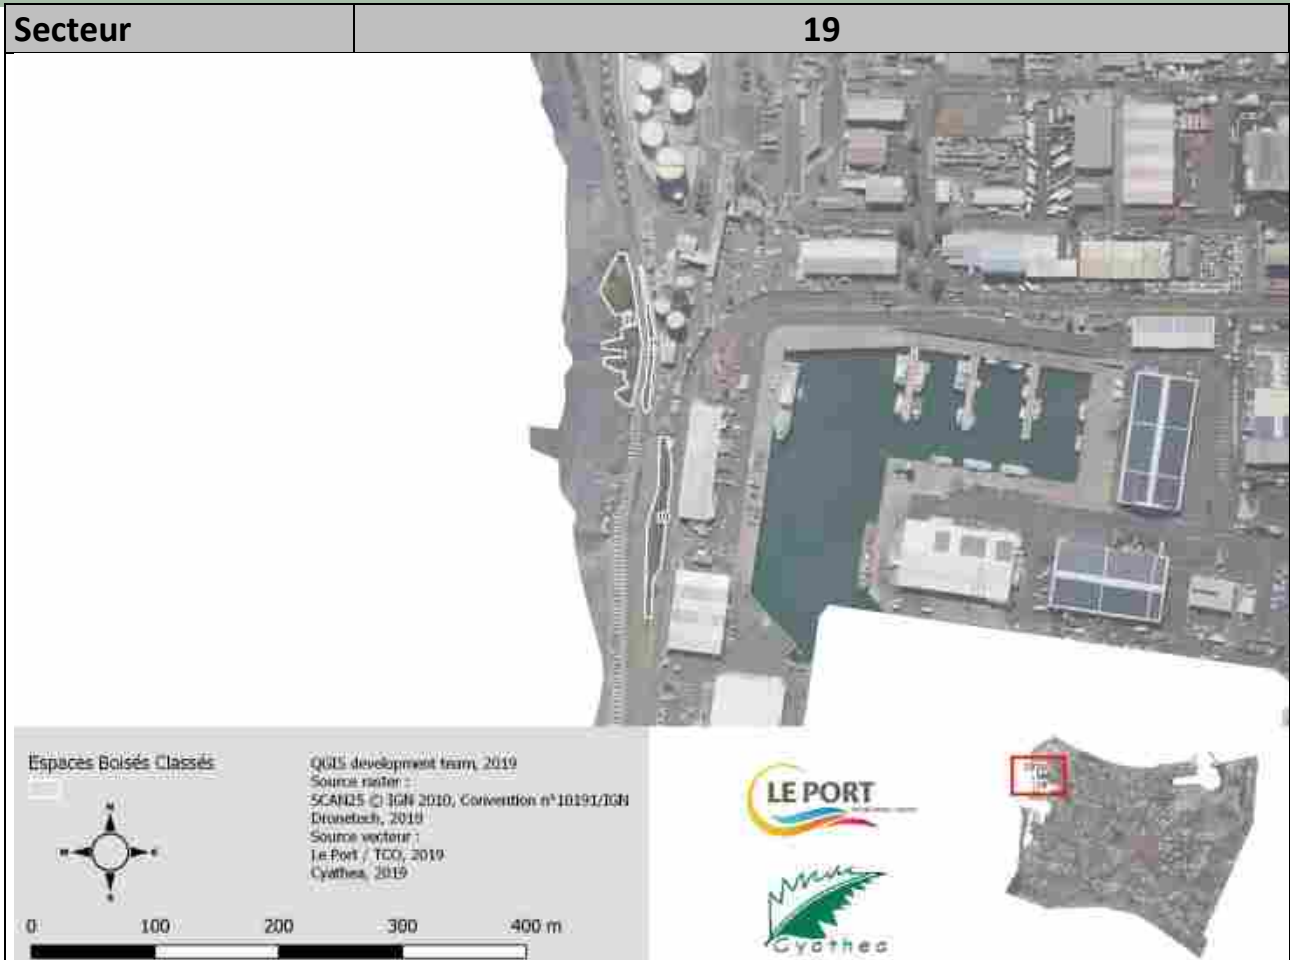 Secteur
19
Espaces Boisés Classés
QGIS development team, 2019
Source raster :
SCAN25 © IGN 2010, Convention n°10191/IGN
Dronetech, 2019
Source vecteur :
Le Port / TCO, 2019
Cyathea, 2019
N
S
0 100 200 300 400 m
LE PORT
Cyathea